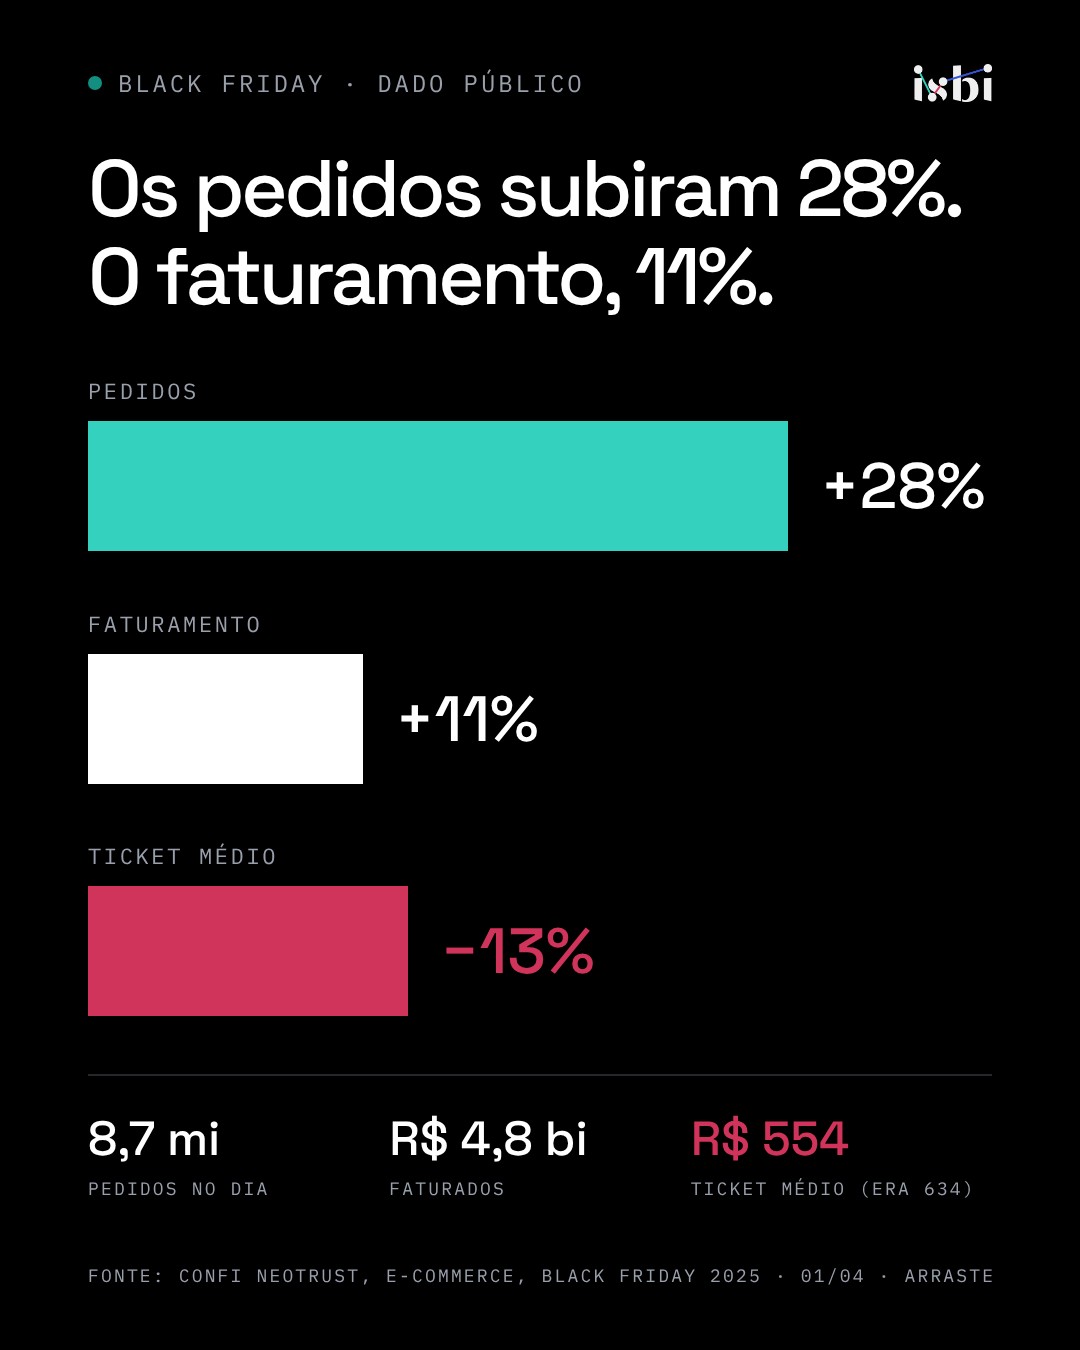 BLACK FRIDAY · DADO PÚBLICO
isbi
Os pedidos subiram 28%.
O faturamento, 11%.
PEDIDOS
+28%
FATURAMENTO
+11%
TICKET MÉDIO
−13%
8,7 mi
PEDIDOS NO DIA
R$ 4,8 bi
FATURADOS
R$ 554
TICKET MÉDIO (ERA 634)
FONTE: CONFI NEOTRUST, E-COMMERCE, BLACK FRIDAY 2025 · 01/04 · ARRASTE